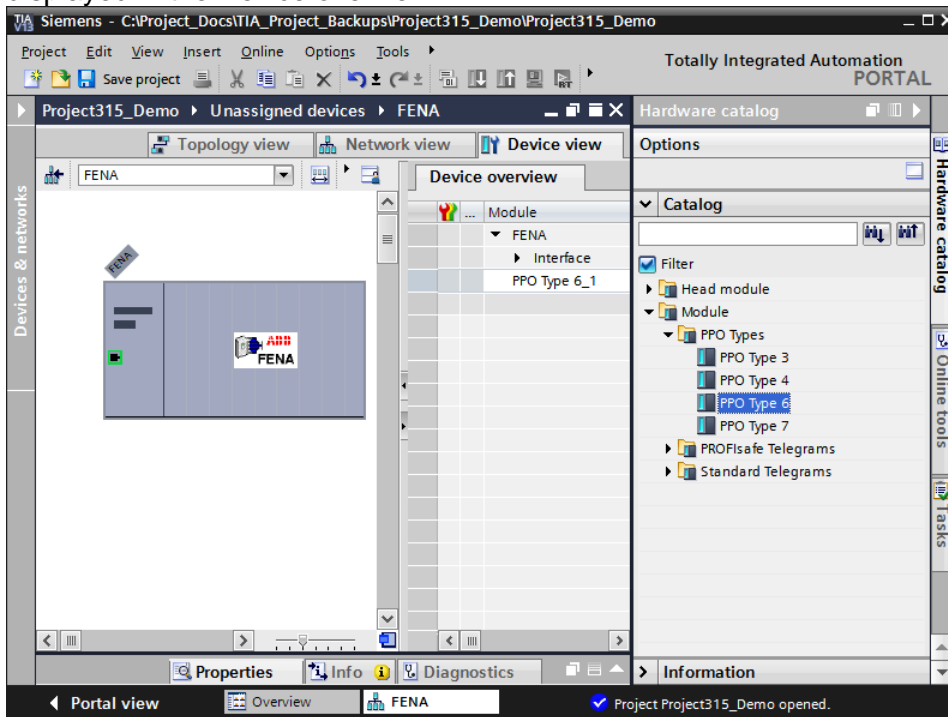 Siemens - C:\Project_Docs\TIA_Project_Backups\Project315_Demo\Project315_Demo
Project Edit View Insert Online Options Tools
Totally Integrated Automation
PORTAL
Save project
Project315_Demo Unassigned devices FENA
Hardware catalog
Topology view Network view Device view
Options
FENA
Device overview
Catalog
... Module
FENA
Interface
PPO Type 6_1
Filter
Head module
Module
PPO Types
PPO Type 3
PPO Type 4
PPO Type 6
PPO Type 7
PROFIsafe Telegrams
Standard Telegrams
FENA
ABB
FENA
Devices & networks
Hardware catalog
Online tools
Tasks
Properties Info Diagnostics
Information
Portal view Overview FENA
Project Project315_Demo opened.